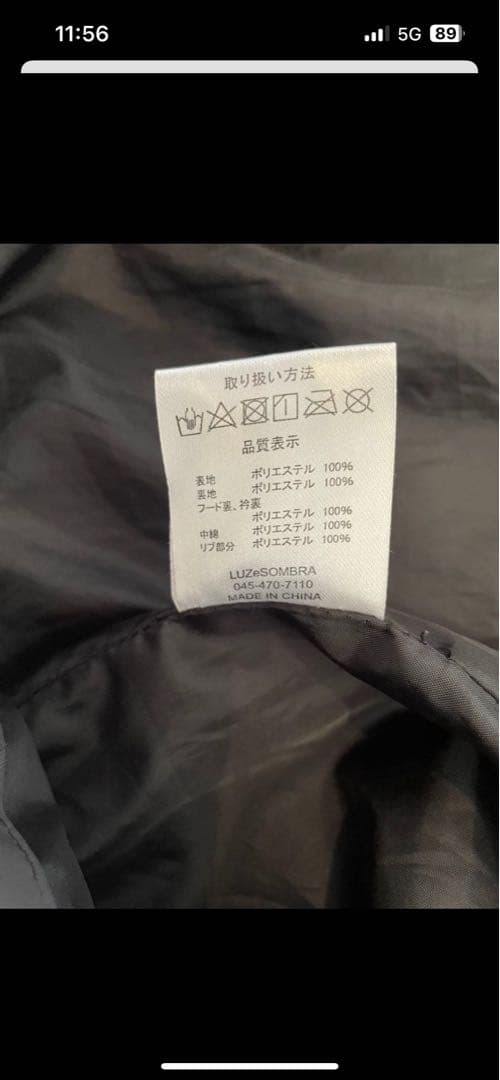 11:56
5G 89
取り扱い方法
品質表示
表地 ポリエステル 100%
裏地 ポリエステル 100%
フード裏、衿裏
ポリエステル 100%
中綿 ポリエステル 100%
リブ部分 ポリエステル 100%
LUZeSOMBRA
045-470-7110
MADE IN CHINA